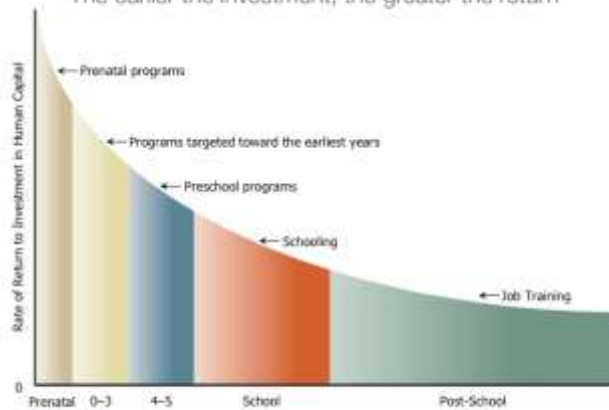 The earlier the investment, the greater the return
Prenatal programs
Programs targeted toward the earliest years
Preschool programs
Schooling
Job Training
Rate of Return to Investment in Human Capital
0
Prenatal 0–3 4–5 School Post-School